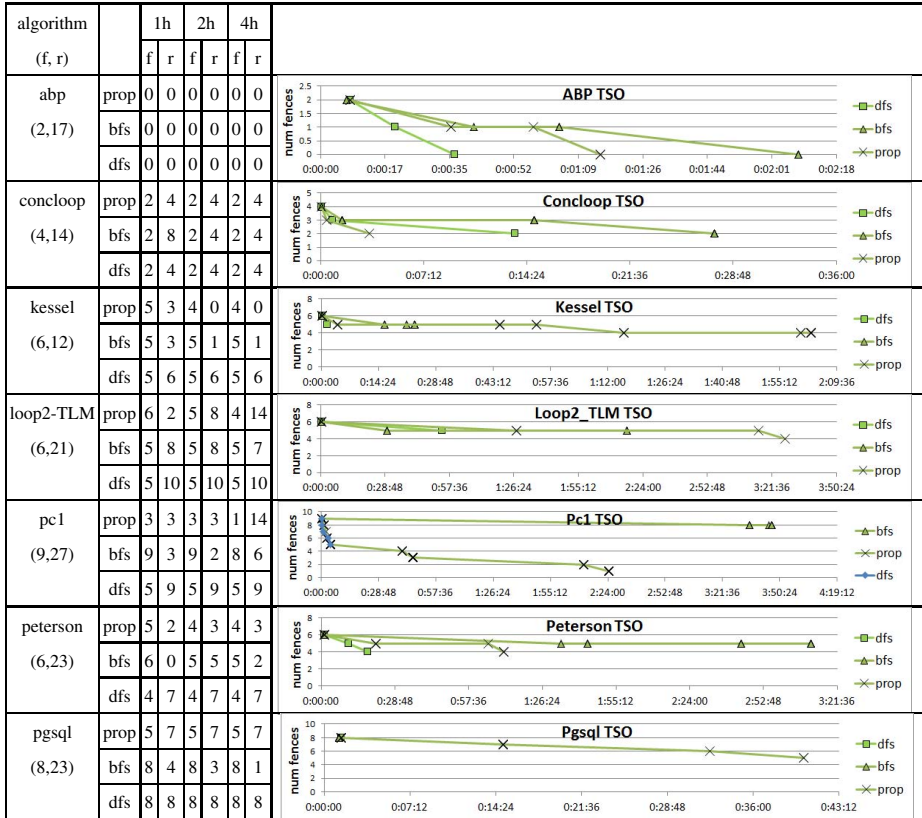 algorithm 1h 2h 4h
(f, r) f r f r f r
abp prop 0 0 0 0 0 0
(2,17) bfs 0 0 0 0 0 0
dfs 0 0 0 0 0 0
ABP TSO
num fences
2.5
2
1.5
1
0.5
0
0:00:00 0:00:17 0:00:35 0:00:52 0:01:09 0:01:26 0:01:44 0:02:01 0:02:18
dfs
bfs
prop
concloop prop 2 4 2 4 2 4
(4,14) bfs 2 8 2 4 2 4
dfs 2 4 2 4 2 4
Concloop TSO
num fences
5
4
3
2
1
0
0:00:00 0:07:12 0:14:24 0:21:36 0:28:48 0:36:00
dfs
bfs
prop
kessel prop 5 3 4 0 4 0
(6,12) bfs 5 3 5 1 5 1
dfs 5 6 5 6 5 6
Kessel TSO
num fences
8
6
4
2
0
0:00:00 0:14:24 0:28:48 0:43:12 0:57:36 1:12:00 1:26:24 1:40:48 1:55:12 2:09:36
dfs
bfs
prop
loop2-TLM prop 6 2 5 8 4 14
(6,21) bfs 5 8 5 8 5 7
dfs 5 10 5 10 5 10
Loop2_TLM TSO
num fences
8
6
4
2
0
0:00:00 0:28:48 0:57:36 1:26:24 1:55:12 2:24:00 2:52:48 3:21:36 3:50:24
dfs
bfs
prop
pc1 prop 3 3 3 3 1 14
(9,27) bfs 9 3 9 2 8 6
dfs 5 9 5 9 5 9
Pc1 TSO
num fences
10
8
6
4
2
0
0:00:00 0:28:48 0:57:36 1:26:24 1:55:12 2:24:00 2:52:48 3:21:36 3:50:24 4:19:12
bfs
prop
dfs
peterson prop 5 2 4 3 4 3
(6,23) bfs 6 0 5 5 5 2
dfs 4 7 4 7 4 7
Peterson TSO
num fences
8
6
4
2
0
0:00:00 0:28:48 0:57:36 1:26:24 1:55:12 2:24:00 2:52:48 3:21:36
dfs
bfs
prop
pgsql prop 5 7 5 7 5 7
(8,23) bfs 8 4 8 3 8 1
dfs 8 8 8 8 8 8
Pgsql TSO
num fences
10
8
6
4
2
0
0:00:00 0:07:12 0:14:24 0:21:36 0:28:48 0:36:00 0:43:12
dfs
bfs
prop